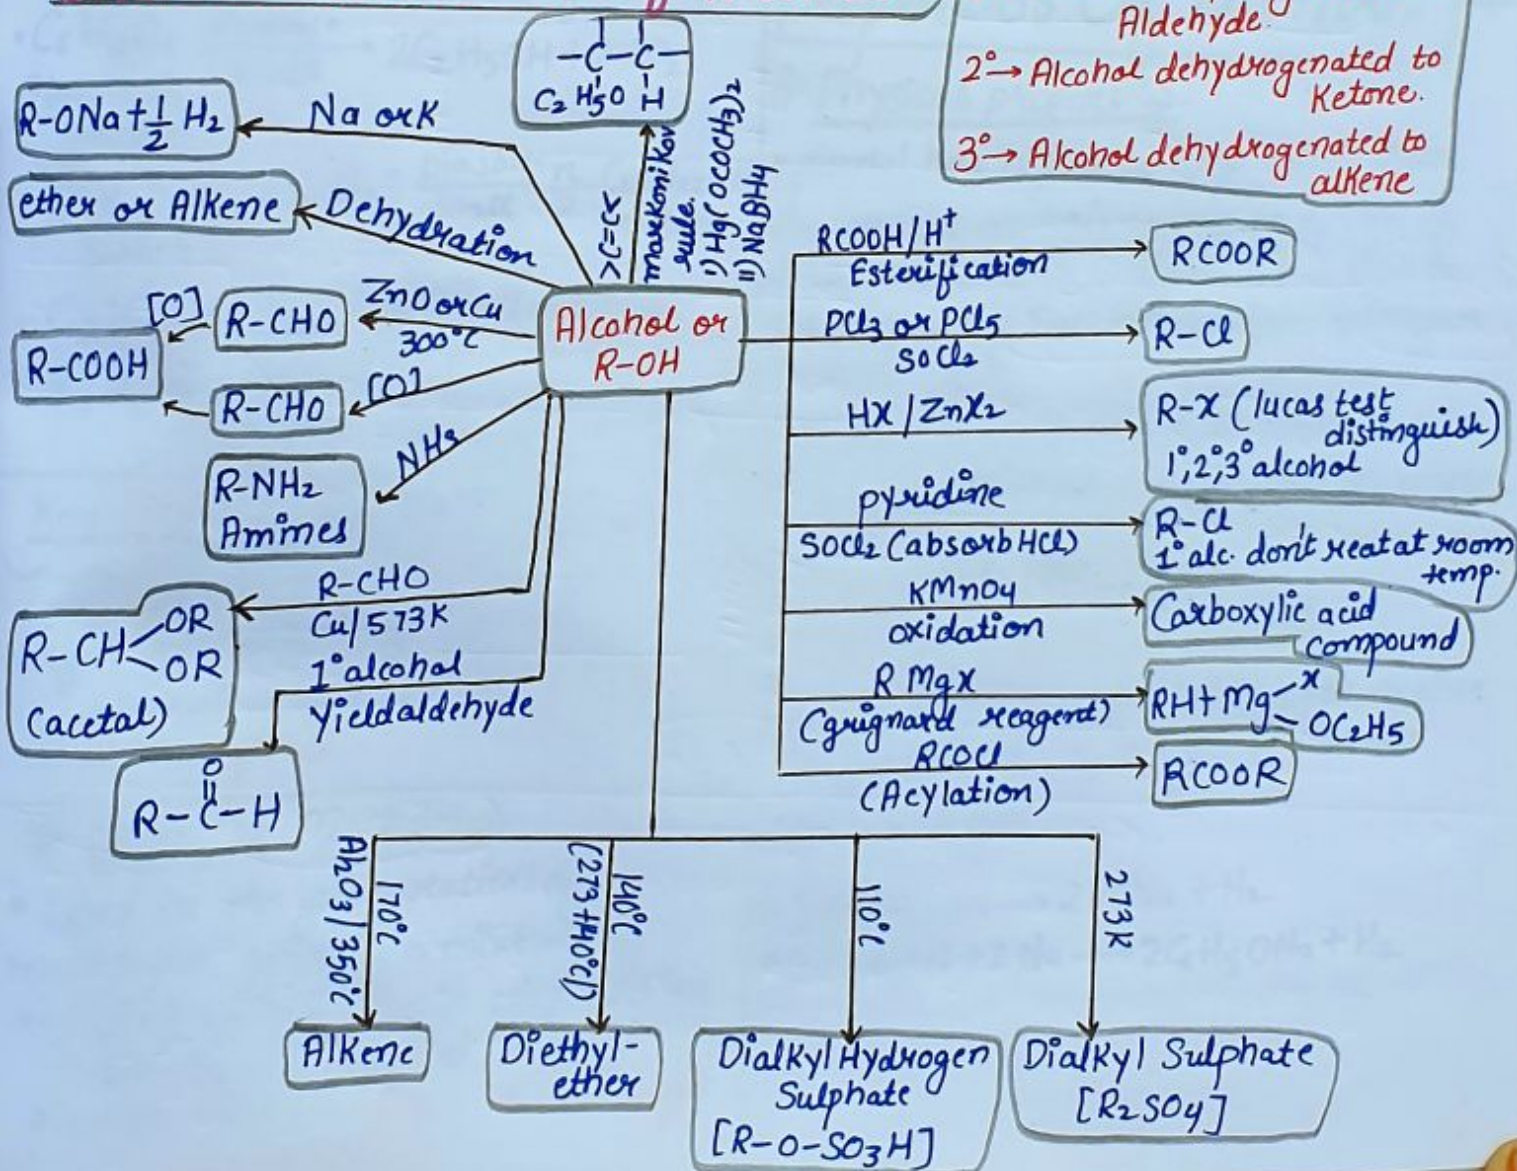 Aldehyde.
2° → Alcohol dehydrogenated to
Ketone.
3° → Alcohol dehydrogenated to
alkene
-C-C-
C2H5O H
R-ONa + 1/2 H2
Na or K
ether or Alkene
Dehydration
>C=C<
markonikov
rule.
i) Hg(OCOCH3)2
ii) NaBH4
Alcohol or
R-OH
ZnO or Cu
300°C
R-CHO
[O]
R-COOH
[O]
R-CHO
NH3
R-NH2
Amines
R-CHO
R-CH
OR
OR
(acetal)
Cu/573K
1° alcohol
Yield aldehyde
O
R-C-H
RCOOH/H+
Esterification
RCOOR
PCl3 or PCl5
SOCl2
R-Cl
HX/ZnX2
R-X (lucas test
distinguish)
1°,2°,3° alcohol
pyridine
SOCl2 (absorb HCl)
R-Cl
1° alc. don't reat at room
temp.
KMnO4
oxidation
Carboxylic acid
compound
R Mgx
(grignard reagent)
RH + Mg
x
OC2H5
RCOCl
(Acylation)
RCOOR
170°C
Al2O3/350°C
Alkene
140°C
(273+140°C)
Diethyl-
ether
110°C
Dialkyl Hydrogen
Sulphate
[R-O-SO3H]
273K
Dialkyl Sulphate
[R2SO4]